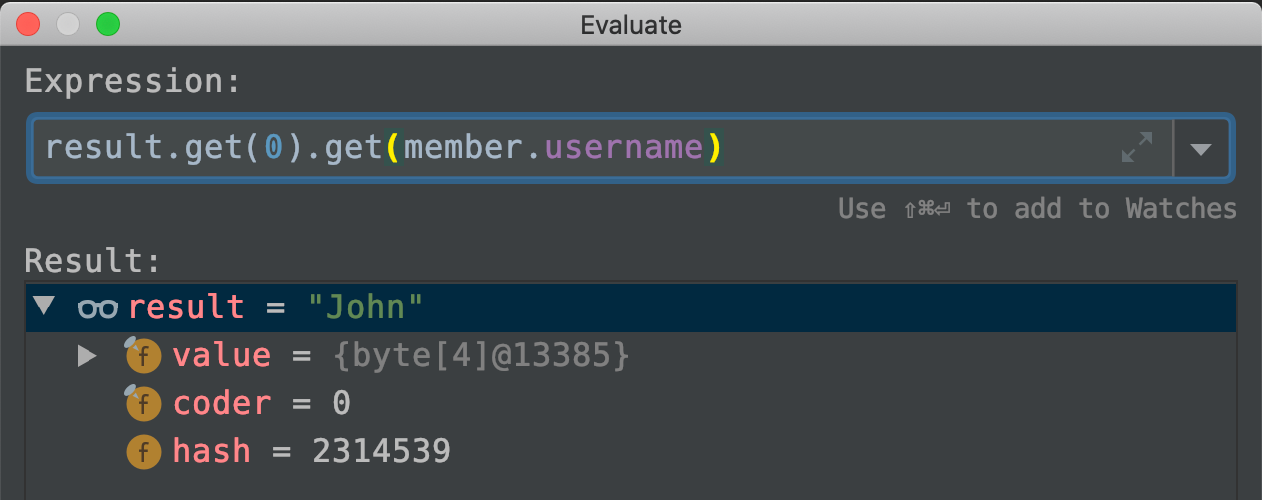 Evaluate
Expression:
result.get(0).get(member.username)
Use ⇧⌘⏎ to add to Watches
Result:
result = "John"
f value = {byte[4]@13385}
f coder = 0
f hash = 2314539